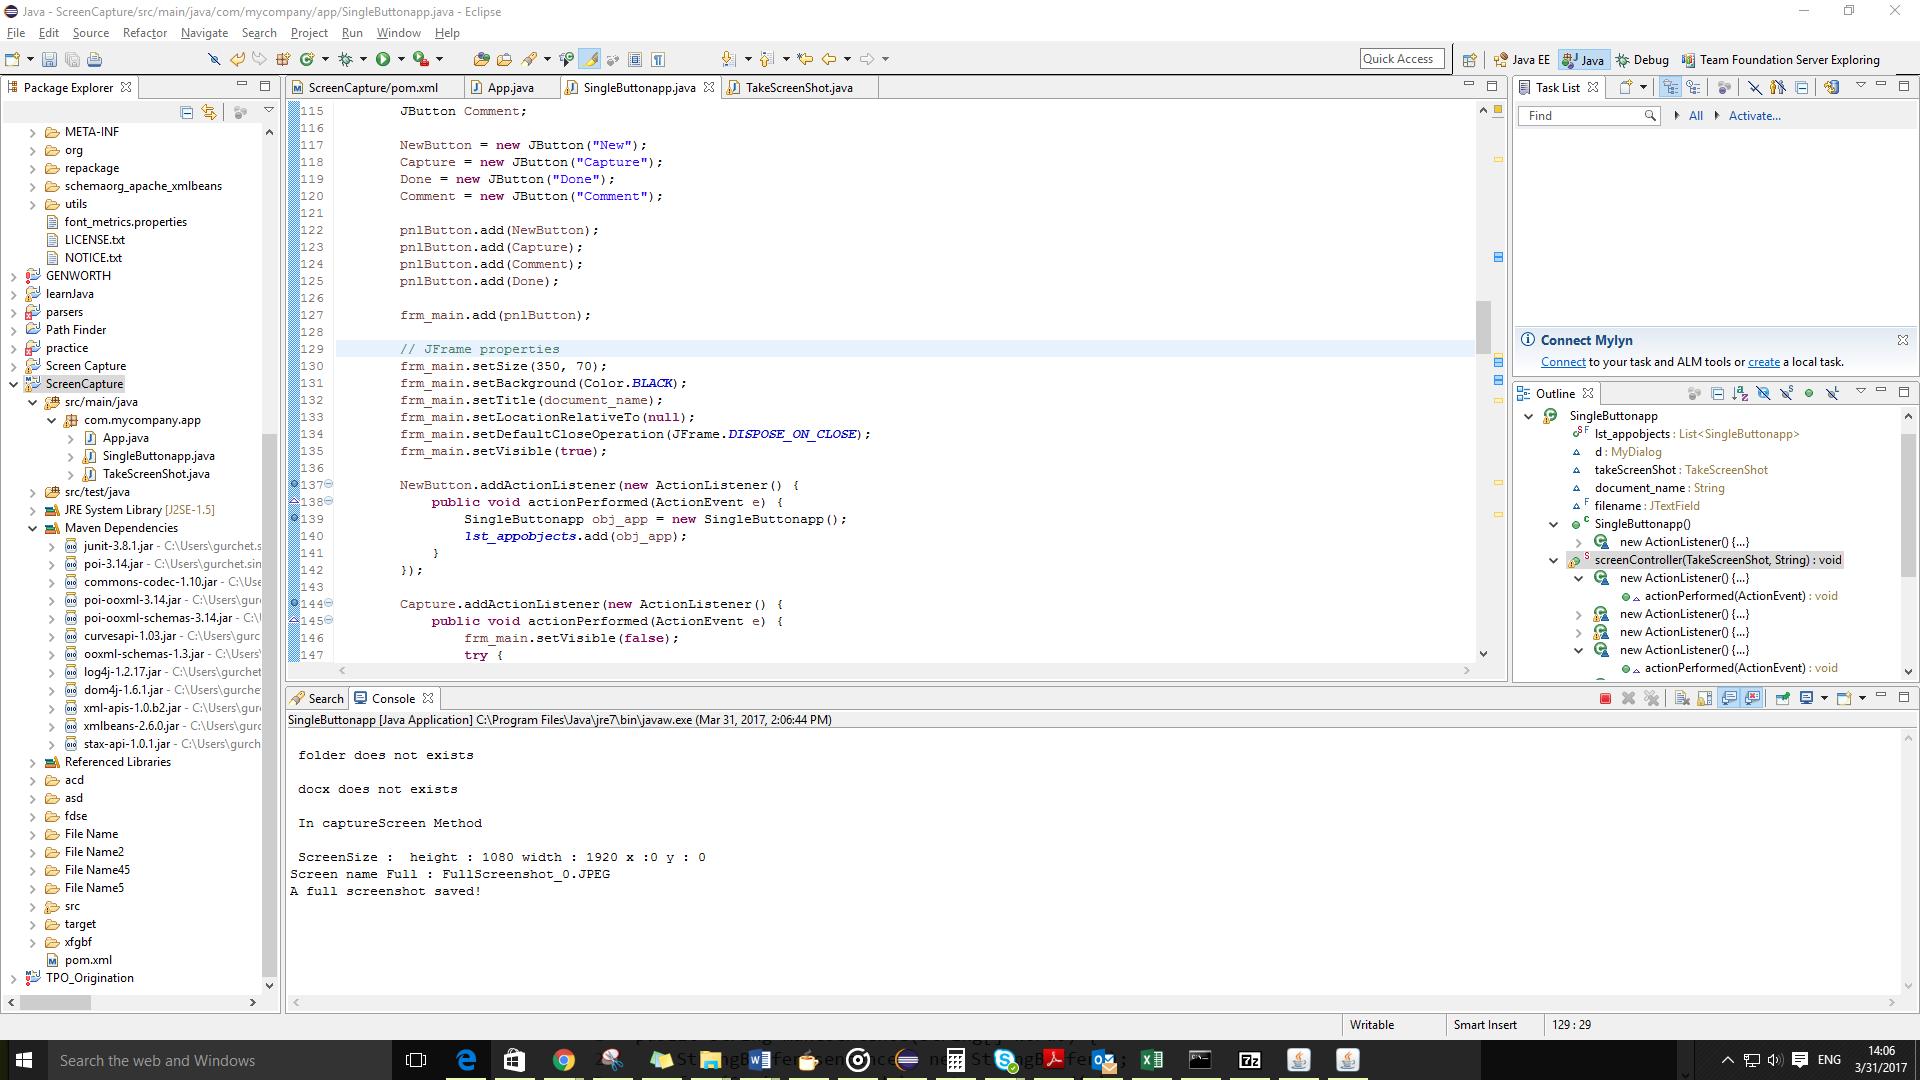 Java - ScreenCapture/src/main/java/com/mycompany/app/SingleButtonapp.java - Eclipse
File Edit Source Refactor Navigate Search Project Run Window Help
Quick Access
Java EE Java Debug Team Foundation Server Exploring
Package Explorer
META-INF
org
repackage
schemaorg_apache_xmlbeans
utils
font_metrics.properties
LICENSE.txt
NOTICE.txt
GENWORTH
learnJava
parsers
Path Finder
practice
Screen Capture
ScreenCapture
src/main/java
com.mycompany.app
App.java
SingleButtonapp.java
TakeScreenShot.java
src/test/java
JRE System Library [J2SE-1.5]
Maven Dependencies
junit-3.8.1.jar - C:\Users\gurchet.s
poi-3.14.jar - C:\Users\gurchet.sin
commons-codec-1.10.jar - C:\Users
poi-ooxml-3.14.jar - C:\Users\gurc
poi-ooxml-schemas-3.14.jar - C:\U
curvesapi-1.03.jar - C:\Users\gurc
ooxml-schemas-1.3.jar - C:\Users\
log4j-1.2.17.jar - C:\Users\gurchet
dom4j-1.6.1.jar - C:\Users\gurchet
xml-apis-1.0.b2.jar - C:\Users\gurc
xmlbeans-2.6.0.jar - C:\Users\gurc
stax-api-1.0.1.jar - C:\Users\gurch
Referenced Libraries
acd
asd
fdse
File Name
File Name2
File Name45
File Name5
src
target
xfgbf
pom.xml
TPO_Origination
ScreenCapture/pom.xml App.java SingleButtonapp.java TakeScreenShot.java
115 JButton Comment;
116
117 NewButton = new JButton("New");
118 Capture = new JButton("Capture");
119 Done = new JButton("Done");
120 Comment = new JButton("Comment");
121
122 pnlButton.add(NewButton);
123 pnlButton.add(Capture);
124 pnlButton.add(Comment);
125 pnlButton.add(Done);
126
127 frm_main.add(pnlButton);
128
129 // JFrame properties
130 frm_main.setSize(350, 70);
131 frm_main.setBackground(Color.BLACK);
132 frm_main.setTitle(document_name);
133 frm_main.setLocationRelativeTo(null);
134 frm_main.setDefaultCloseOperation(JFrame.DISPOSE_ON_CLOSE);
135 frm_main.setVisible(true);
136
137 NewButton.addActionListener(new ActionListener() {
138 public void actionPerformed(ActionEvent e) {
139 SingleButtonapp obj_app = new SingleButtonapp();
140 lst_appobjects.add(obj_app);
141 }
142 });
143
144 Capture.addActionListener(new ActionListener() {
145 public void actionPerformed(ActionEvent e) {
146 frm_main.setVisible(false);
147 try {
Search Console
SingleButtonapp [Java Application] C:\Program Files\Java\jre7\bin\javaw.exe (Mar 31, 2017, 2:06:44 PM)
folder does not exists
docx does not exists
In captureScreen Method
ScreenSize : height : 1080 width : 1920 x :0 y : 0
Screen name Full : FullScreenshot_0.JPEG
A full screenshot saved!
Task List
Find All Activate...
Connect Mylyn
Connect to your task and ALM tools or create a local task.
Outline
SingleButtonapp
lst_appobjects : List<SingleButtonapp>
d : MyDialog
takeScreenShot : TakeScreenShot
document_name : String
filename : JTextField
SingleButtonapp()
new ActionListener() {...}
screenController(TakeScreenShot, String) : void
new ActionListener() {...}
actionPerformed(ActionEvent) : void
new ActionListener() {...}
new ActionListener() {...}
new ActionListener() {...}
actionPerformed(ActionEvent) : void
Writable Smart Insert 129 : 29
Search the web and Windows
ENG
14:06
3/31/2017